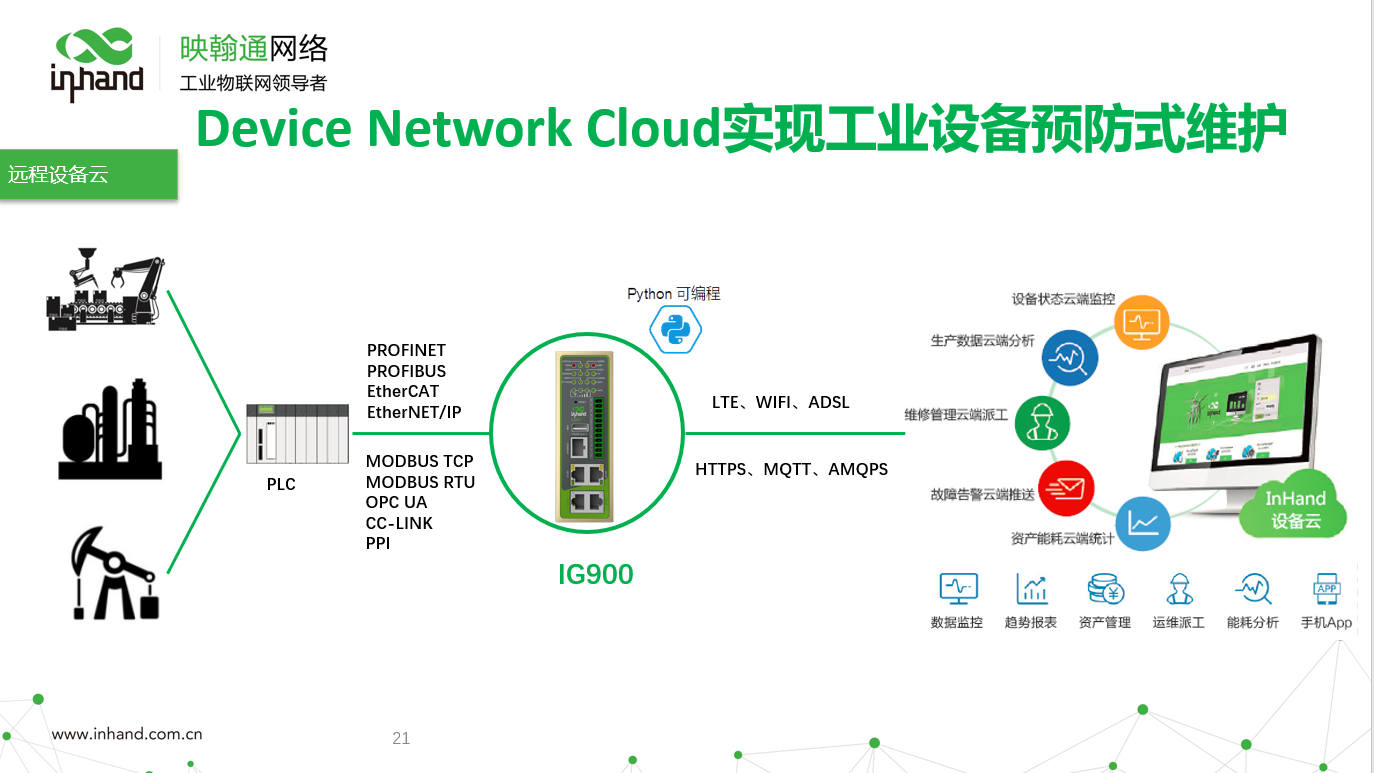 inhand
映翰通网络
工业物联网领导者
Device Network Cloud实现工业设备预防式维护
远程设备云
Python 可编程
PROFINET
PROFIBUS
EtherCAT
EtherNET/IP
MODBUS TCP
MODBUS RTU
OPC UA
CC-LINK
PPI
PLC
inhand
IG900
LTE、WIFI、ADSL
HTTPS、MQTT、AMQPS
设备状态云端监控
生产数据云端分析
维修管理云端派工
故障告警云端推送
资产能耗云端统计
InHand
设备云
数据监控
趋势报表
资产管理
运维派工
能耗分析
APP
手机App
www.inhand.com.cn
21